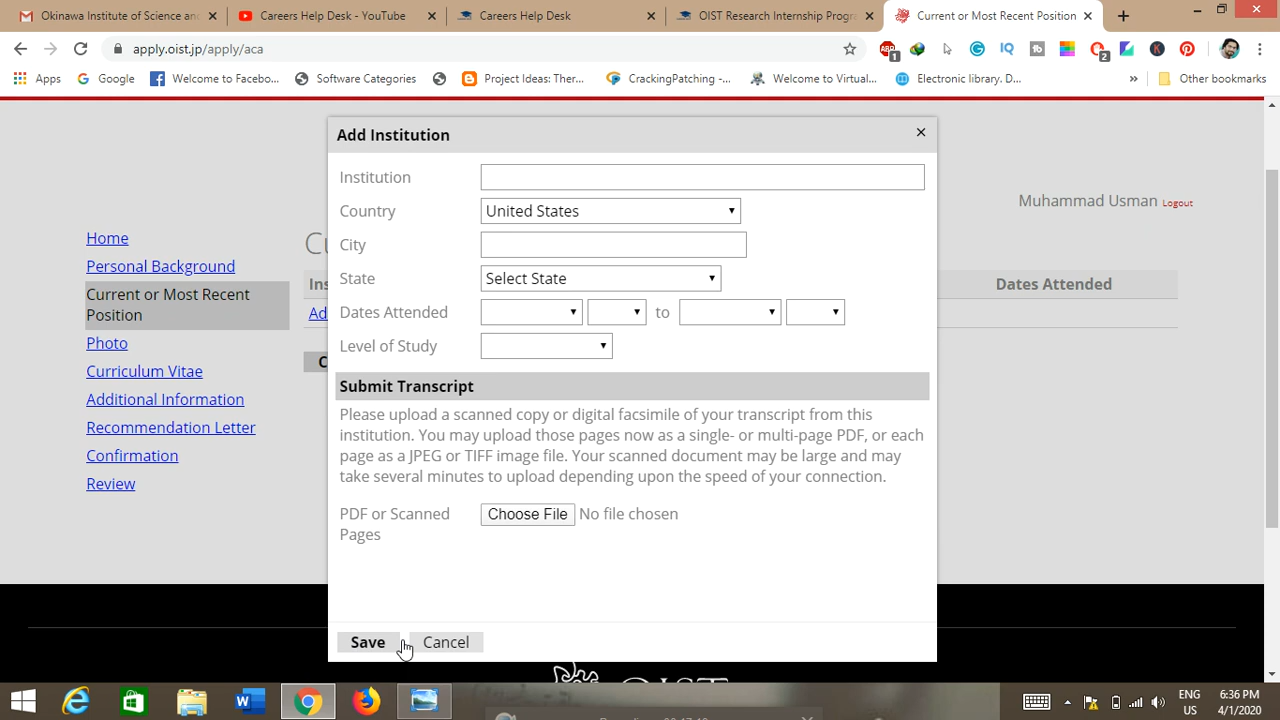 Okinawa Institute of Science an
Careers Help Desk - YouTube
Careers Help Desk
OIST Research Internship Progr
Current or Most Recent Position
apply.oist.jp/apply/aca
Apps
Google
Welcome to Facebo...
Software Categories
Project Ideas: Ther...
CrackingPatching -...
Welcome to Virtual...
Electronic library. D...
Other bookmarks
Muhammad Usman Logout
Home
Personal Background
Current or Most Recent
Position
Photo
Curriculum Vitae
Additional Information
Recommendation Letter
Confirmation
Review
Dates Attended
Add Institution
Institution
Country United States
City
State Select State
Dates Attended to
Level of Study
Submit Transcript
Please upload a scanned copy or digital facsimile of your transcript from this
institution. You may upload those pages now as a single- or multi-page PDF, or each
page as a JPEG or TIFF image file. Your scanned document may be large and may
take several minutes to upload depending upon the speed of your connection.
PDF or Scanned
Pages
Choose File No file chosen
Save Cancel
ENG
US
6:36 PM
4/1/2020